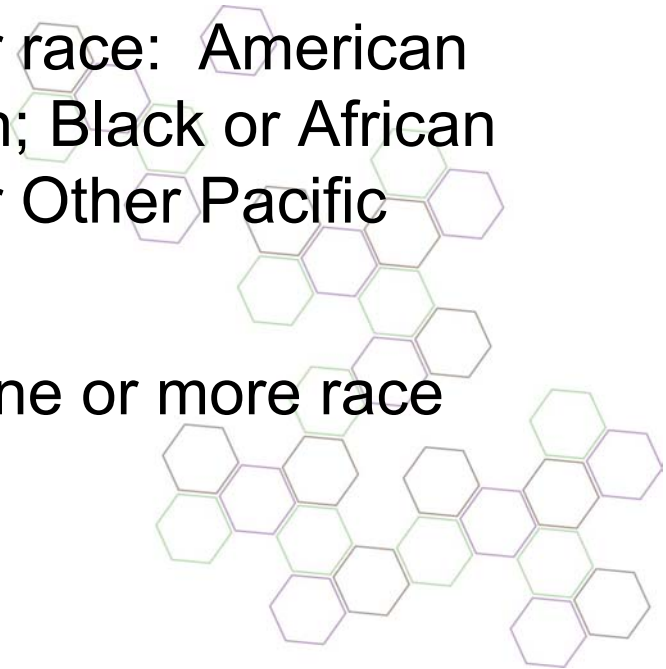 r race: American
n; Black or African
r Other Pacific
ne or more race